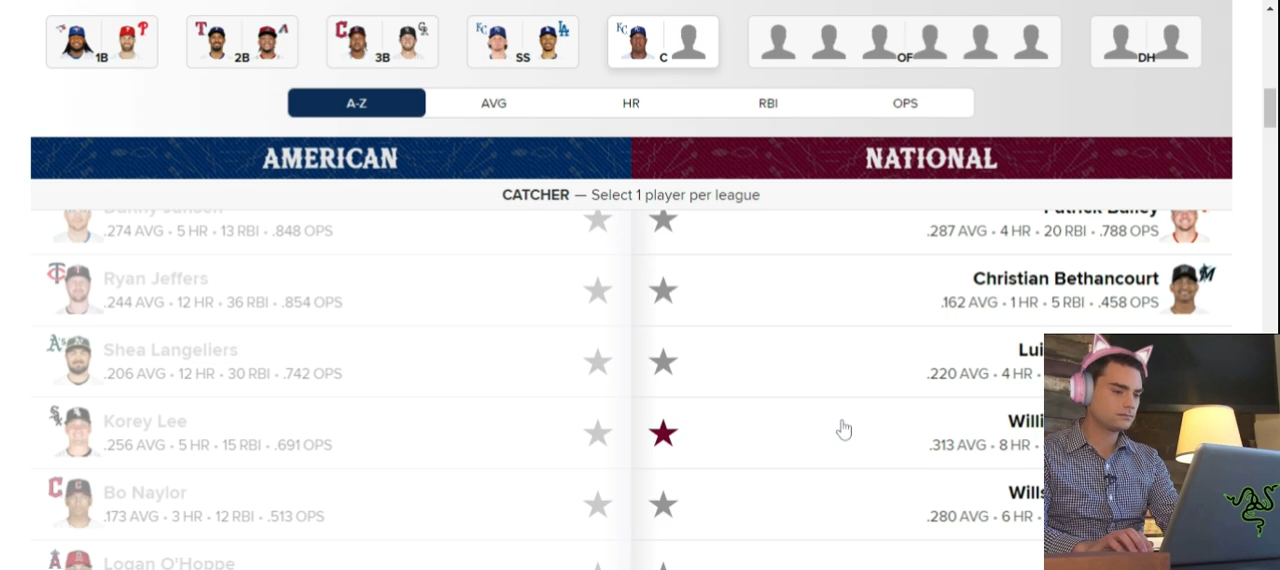 1B 2B 3B SS C OF DH
A-Z AVG HR RBI OPS
AMERICAN NATIONAL
CATCHER — Select 1 player per league
.274 AVG • 5 HR • 13 RBI • .848 OPS
.287 AVG • 4 HR • 20 RBI • .788 OPS
Ryan Jeffers
.244 AVG • 12 HR • 36 RBI • .854 OPS
Christian Bethancourt
.162 AVG • 1 HR • 5 RBI • .458 OPS
Shea Langeliers
.206 AVG • 12 HR • 30 RBI • .742 OPS
Lui
.220 AVG • 4 HR •
Korey Lee
.256 AVG • 5 HR • 15 RBI • .691 OPS
Willi
.313 AVG • 8 HR •
Bo Naylor
.173 AVG • 3 HR • 12 RBI • .513 OPS
Wills
.280 AVG • 6 HR •
Logan O'Hoppe